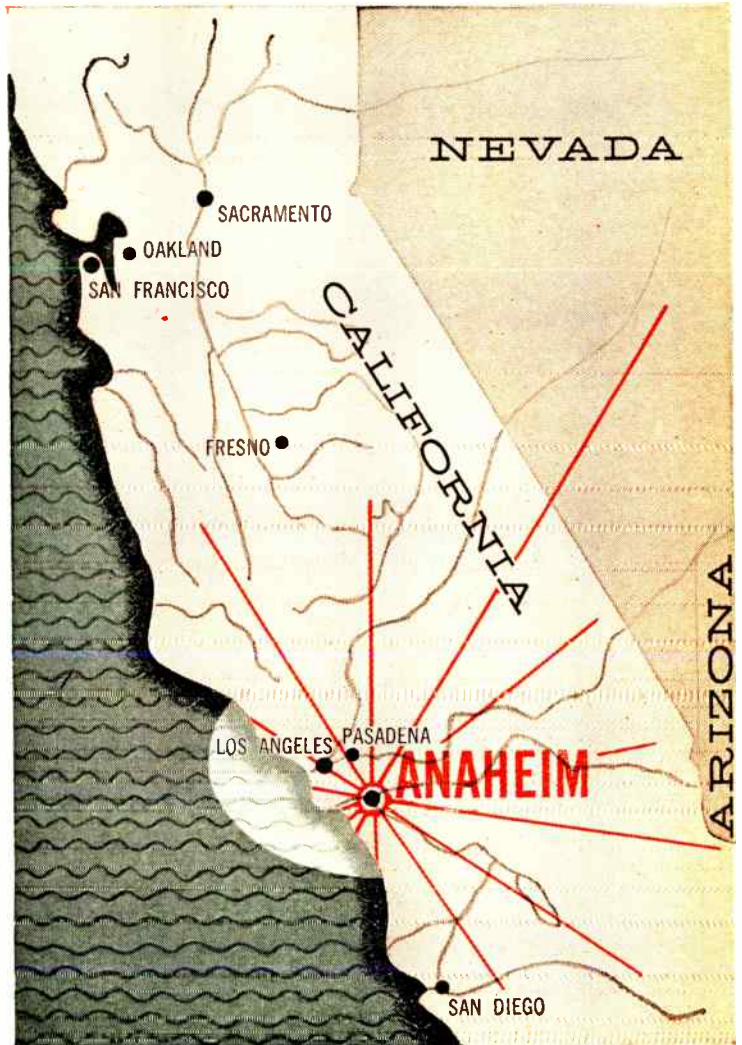 NEVADA
SACRAMENTO
OAKLAND
SAN FRANCISCO
CALIFORNIA
FRESNO
ARIZONA
LOS ANGELES
PASADENA
ANAHEIM
SAN DIEGO